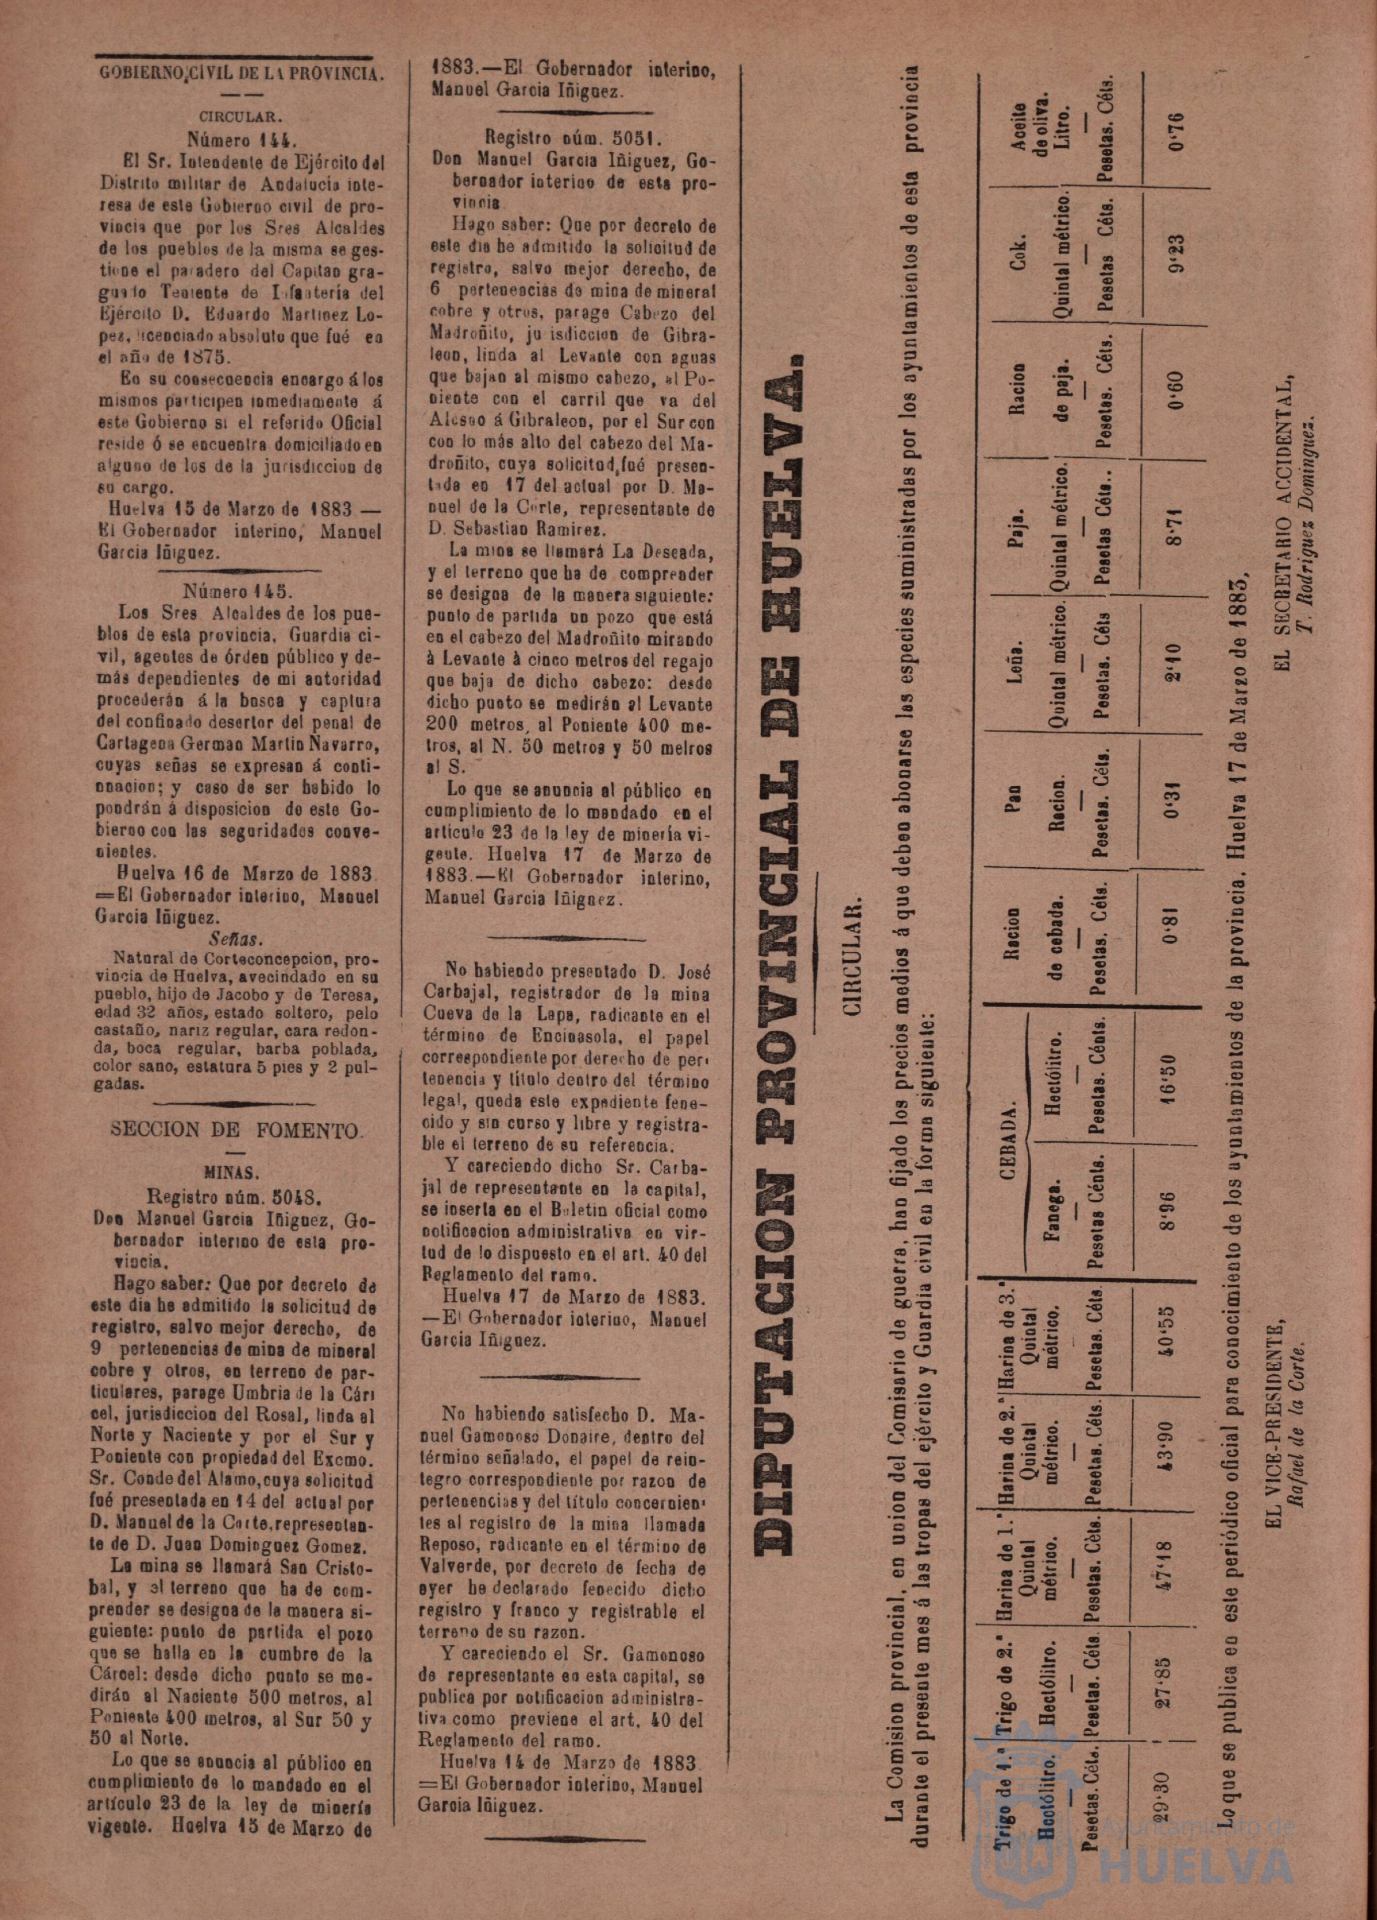 GOBIERNO CIVIL DE LA PROVINCIA.
CIRCULAR.
Número 144.
El Sr. Intendente de Ejército del
Distrito militar de Andalucía inte-
resa de este Gobierno civil de pro-
vincia que por los Sres Alcaldes
de los pueblos de la misma se ges-
tione el paradero del Capitan gra-
guato Teniente de Infantería del
Ejército D. Eduardo Martinez Lo-
pez, licenciado absoluto que fué en
el año de 1875.
En su consecuencia encargo á los
mismos participen inmediamente á
este Gobierno si el referido Oficial
reside ó se encuentra domiciliado en
alguno de los de la jurisdiccion de
su cargo.
Huelva 15 de Marzo de 1883 —
El Gobernador interino, Manuel
Garcia Iñiguez.
Número 145.
Los Sres Alcaldes de los pue-
blos de esta provincia, Guardia ci-
vil, agentes de órden público y de-
más dependientes de mi autoridad
procederán á la busca y captura
del confinado desertor del penal de
Cartagena German Martin Navarro,
cuyas señas se expresan á conti-
nuacion; y caso de ser habido lo
pondrán á disposicion de este Go-
bierno con las seguridades conve-
nientes.
Huelva 16 de Marzo de 1883.
=El Gobernador interino, Manuel
Garcia Iñiguez.
Señas.
Natural de Corteconcepcion, pro-
vincia de Huelva, avecindado en su
pueblo, hijo de Jacobo y de Teresa,
edad 32 años, estado soltero, pelo
castaño, nariz regular, cara redon-
da, boca regular, barba poblada,
color sano, estatura 5 pies y 2 pul-
gadas.
SECCION DE FOMENTO.
MINAS.
Registro núm. 5048.
Don Manuel Garcia Iñiguez, Go-
bernador interino de esta pro-
vincia.
Hago saber: Que por decreto de
este dia he admitido la solicitud de
registro, salvo mejor derecho, de
9 pertenencias de mina de mineral
cobre y otros, en terreno de par-
ticulares, parage Umbria de la Cár-
cel, jurisdiccion del Rosal, linda al
Norte y Naciente y por el Sur y
Poniente con propiedad del Excmo.
Sr. Conde del Alamo, cuya solicitud
fué presentada en 14 del actual por
D. Manuel de la Corte, representan-
te de D. Juan Dominguez Gomez.
La mina se llamará San Cristo-
bal, y el terreno que ha de com-
prender se designa de la manera si-
guiente: punto de partida el pozo
que se halla en la cumbre de la
Cárcel: desde dicho punto se me-
dirán al Naciente 500 metros, al
Poniente 400 metros, al Sur 50 y
50 al Norte.
Lo que se anuncia al público en
cumplimiento de lo mandado en el
artículo 23 de la ley de minería
vigente. Huelva 15 de Marzo de
1883.—El Gobernador interino,
Manuel Garcia Iñiguez.
Registro núm. 5051.
Don Manuel Garcia Iñiguez, Go-
bernador interino de esta pro-
vincia
Hago saber: Que por decreto de
este dia he admitido la solicitud de
registro, salvo mejor derecho, de
6 pertenencias de mina de mineral
cobre y otros, parage Cabezo del
Madroñito, ju isdiccion de Gibra-
leon, linda al Levante con aguas
que bajan al mismo cabezo, al Po-
niente con el carril que va del
Alosno á Gibraleon, por el Sur con
con lo más alto del cabezo del Ma-
droñito, cuya solicitud fué presen-
tada en 17 del actual por D. Ma-
nuel de la Corte, representante de
D. Sebastian Ramirez.
La mina se llamará La Deseada,
y el terreno que ha de comprender
se designa de la manera siguiente:
punto de partida un pozo que está
en el cabezo del Madroñito mirando
à Levante à cinco metros del regajo
que baja de dicho cabezo: desde
dicho punto se medirán al Levante
200 metros, al Poniente 400 me-
tros, al N. 50 metros y 50 metros
al S.
Lo que se anuncia al público en
cumplimiento de lo mandado en el
artículo 23 de la ley de minería vi-
gente. Huelva 17 de Marzo de
1883.—El Gobernador interino,
Manuel Garcia Iñiguez.
No habiendo presentado D. José
Carbajal, registrador de la mina
Cueva de la Lapa, radicante en el
término de Encinasola, el papel
correspondiente por derecho de per-
tenencia y título dentro del término
legal, queda este expediente fene-
cido y sin curso y libre y registra-
ble el terreno de su referencia.
Y careciendo dicho Sr. Carba-
jal de representante en la capital,
se inserta en el Boletin oficial como
notificacion administrativa en vir-
tud de lo dispuesto en el art. 40 del
Reglamento del ramo.
Huelva 17 de Marzo de 1883.
—El Gobernador interino, Manuel
Garcia Iñiguez.
No habiendo satisfecho D. Ma-
nuel Gamonoso Donaire, dentro del
término señalado, el papel de rein-
tegro correspondiente por razon de
pertenencias y del título concernien-
tes al registro de la mina llamada
Reposo, radicante en el término de
Valverde, por decreto de fecha de
ayer he declarado fenecido dicho
registro y franco y registrable el
terreno de su razon.
Y careciendo el Sr. Gamonoso
de representante en esta capital, se
publica por notificacion administra-
tiva como previene el art. 40 del
Reglamento del ramo.
Huelva 14 de Marzo de 1883.
=El Gobernador interino, Manuel
Garcia Iñiguez.
DIPUTACION PROVINCIAL DE HUELVA.
CIRCULAR.
La Comision provincial, en union del Comisario de guerra, han fijado los precios medios á que deben abonarse las especies suministradas por los ayuntamientos de esta provincia
durante el presente mes á las tropas del ejército y Guardia civil en la forma siguiente:
CEBADA.
Trigo de 1.ª Trigo de 2.ª Harina de 1.ª Harina de 2.ª Harina de 3.ª Fanega. Hectólitro. Racion Pan Leña. Paja. Racion Cok. Aceite
Hectólitro. Hectólitro. Quintal métrico. Quintal métrico. Quintal métrico. de cebada. Racion. Quintal métrico. Quintal métrico. de paja. Quintal métrico. de oliva. Litro.
Pesetas. Céts. Pesetas. Céts. Pesetas. Céts. Pesetas. Céts. Pesetas. Céts. Pesetas Cénts. Pesetas. Cénts. Pesetas. Céts. Pesetas. Céts. Pesetas. Céts Pesetas Céts.. Pesetas. Céts. Pesetas Céts. Pesetas. Céts.
29‘30 27‘85 47‘18 43‘90 40‘55 8‘96 16‘50 0‘81 0‘31 2‘10 8‘71 0‘60 9‘23 0‘76
Lo que se publica en este periódico oficial para conocimiento de los ayuntamientos de la provincia. Huelva 17 de Marzo de 1883,
EL VICE-PRESIDENTE,
Rafael de la Corte.
EL SECRETARIO ACCIDENTAL,
T. Rodriguez Dominguez.
Ayuntamiento de
HUELVA